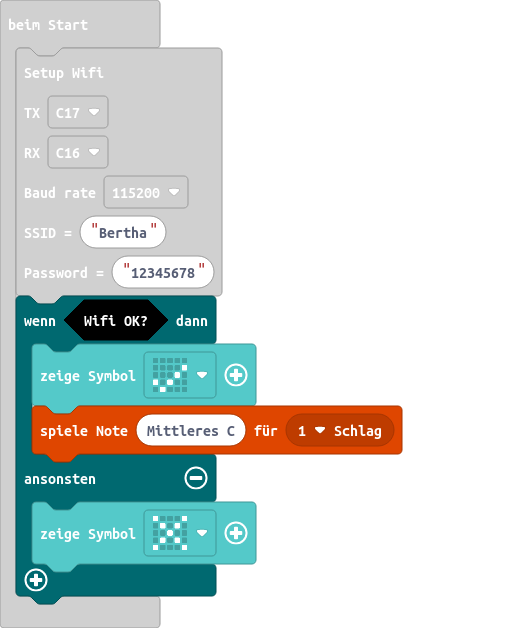 beim Start
Setup Wifi
TX C17
RX C16
Baud rate 115200
SSID = "Bertha"
Password = "12345678"
wenn Wifi OK? dann
zeige Symbol
spiele Note Mittleres C für 1 Schlag
ansonsten
zeige Symbol